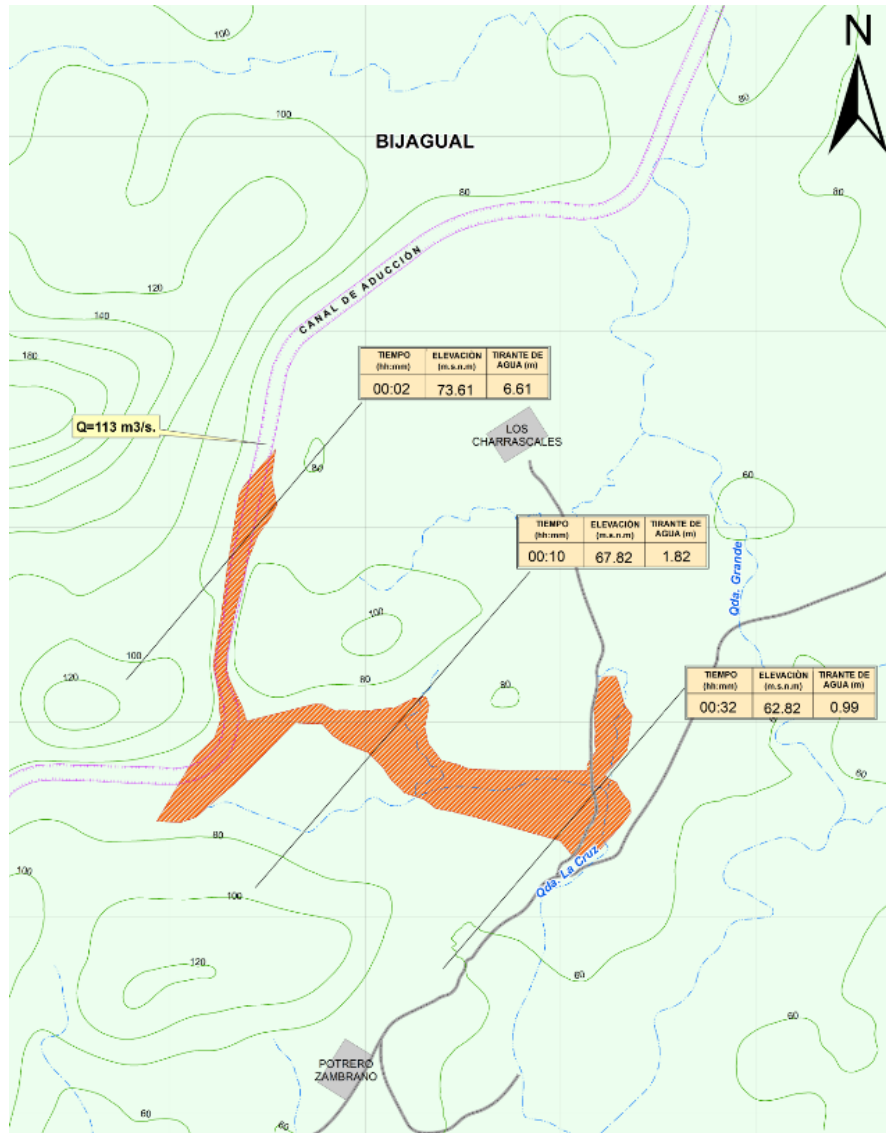 100
N
80
100
BIJAGUAL
80
80
120
CANAL DE ADUCCIÓN
140
180
TIEMPO (hh:mm) ELEVACIÓN (m.s.n.m) TIRANTE DE AGUA (m)
00:02 73.61 6.61
Q=113 m3/s.
LOS
CHARRASCALES
80
60
TIEMPO (hh:mm) ELEVACIÓN (m.s.n.m) TIRANTE DE AGUA (m)
00:10 67.82 1.82
Qda. Grande
100
100
120
80
80
TIEMPO (hh:mm) ELEVACIÓN (m.s.n.m) TIRANTE DE AGUA (m)
00:32 62.82 0.99
60
80
100
100
Qda. La Cruz
120
60
60
POTRERO
ZAMBRANO
60
60